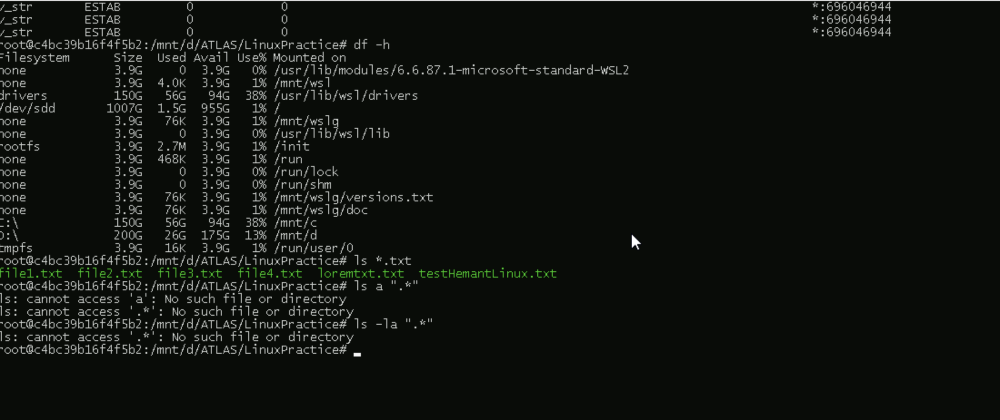 v_str ESTAB 0 0 *:696046944
v_str ESTAB 0 0 *:696046944
v_str ESTAB 0 0 *:696046944
root@c4bc39b16f4f5b2:/mnt/d/ATLAS/LinuxPractice# df -h
Filesystem Size Used Avail Use% Mounted on
none 3.9G 0 3.9G 0% /usr/lib/modules/6.6.87.1-microsoft-standard-WSL2
none 3.9G 4.0K 3.9G 1% /mnt/wsl
drivers 150G 56G 94G 38% /usr/lib/wsl/drivers
/dev/sdd 1007G 1.5G 955G 1% /
none 3.9G 76K 3.9G 1% /mnt/wslg
none 3.9G 0 3.9G 0% /usr/lib/wsl/lib
rootfs 3.9G 2.7M 3.9G 1% /init
none 3.9G 468K 3.9G 1% /run
none 3.9G 0 3.9G 0% /run/lock
none 3.9G 0 3.9G 0% /run/shm
none 3.9G 76K 3.9G 1% /mnt/wslg/versions.txt
none 3.9G 76K 3.9G 1% /mnt/wslg/doc
C:\ 150G 56G 94G 38% /mnt/c
D:\ 200G 26G 175G 13% /mnt/d
tmpfs 3.9G 16K 3.9G 1% /run/user/0
root@c4bc39b16f4f5b2:/mnt/d/ATLAS/LinuxPractice# ls *.txt
file1.txt file2.txt file3.txt file4.txt loremtxt.txt testHemantLinux.txt
root@c4bc39b16f4f5b2:/mnt/d/ATLAS/LinuxPractice# ls a ".*"
ls: cannot access 'a': No such file or directory
ls: cannot access '.*': No such file or directory
root@c4bc39b16f4f5b2:/mnt/d/ATLAS/LinuxPractice# ls -la ".*"
ls: cannot access '.*': No such file or directory
root@c4bc39b16f4f5b2:/mnt/d/ATLAS/LinuxPractice#